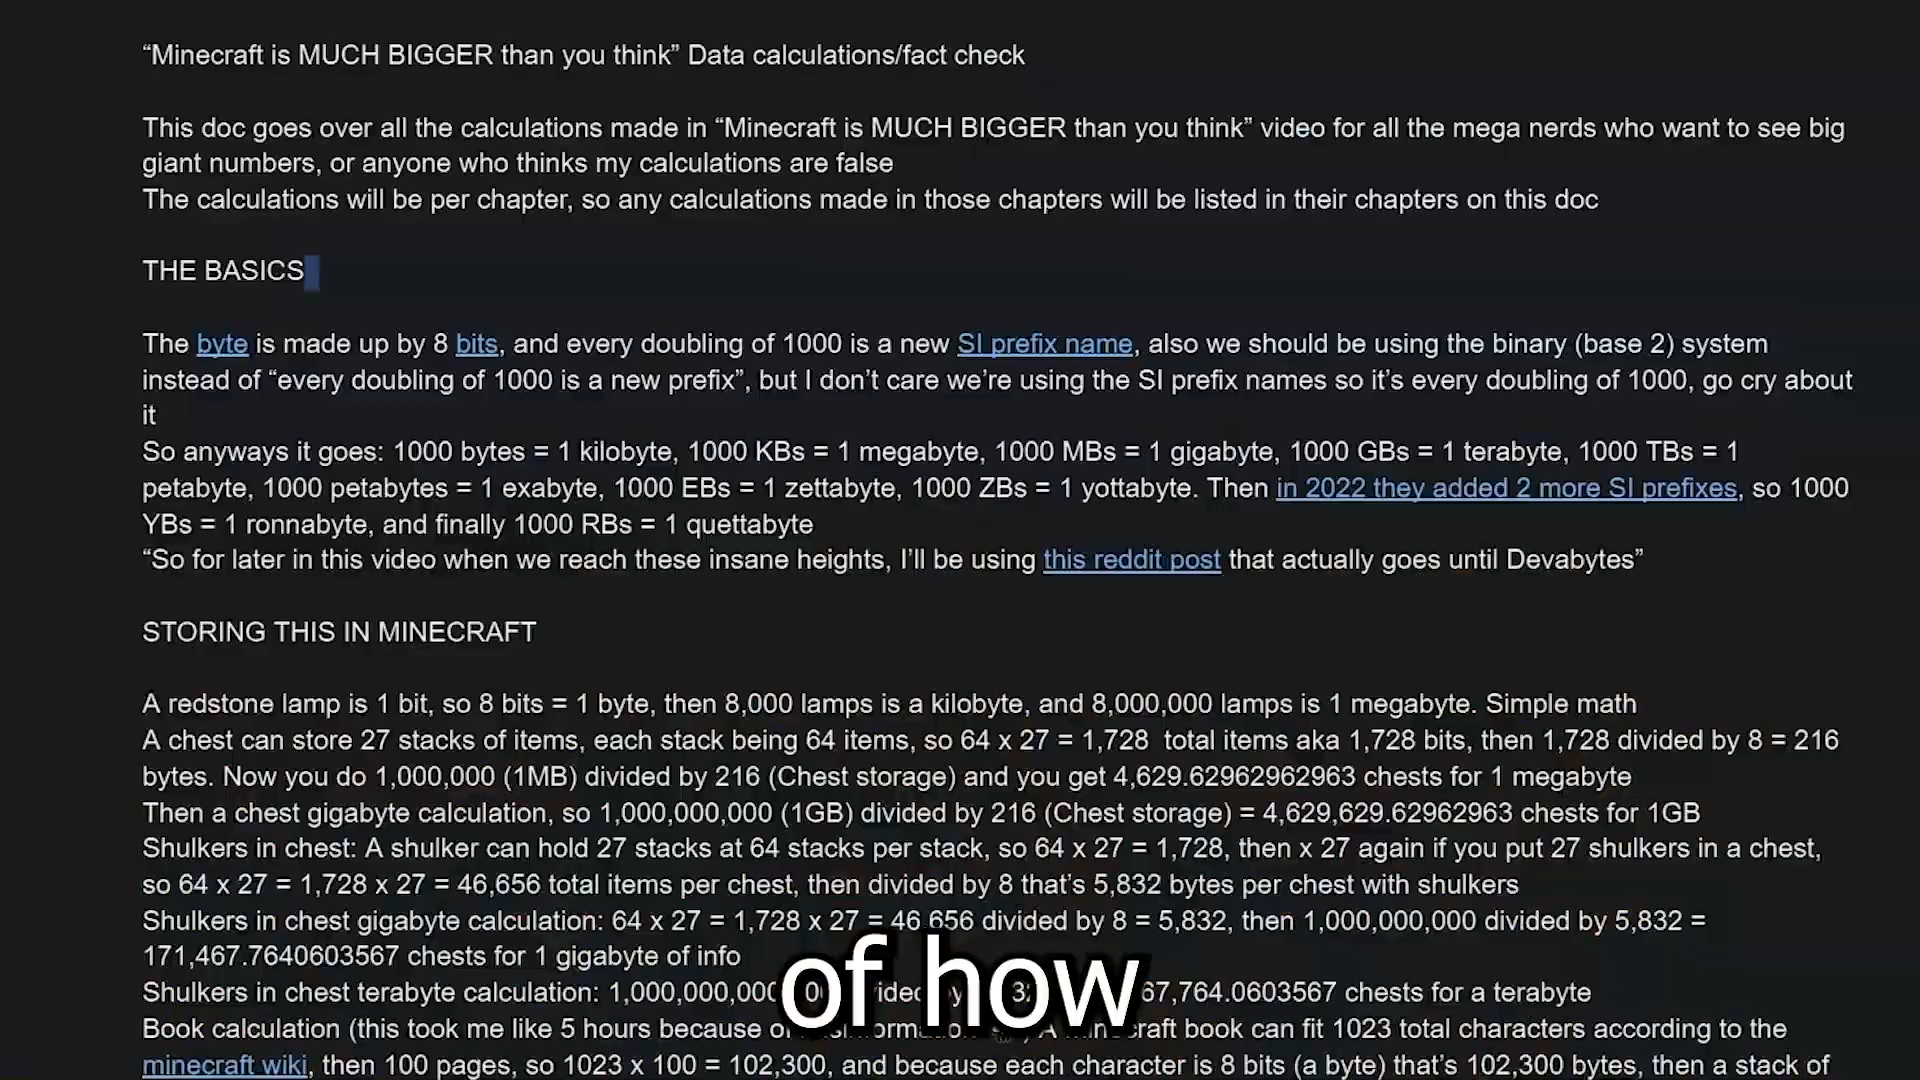 “Minecraft is MUCH BIGGER than you think” Data calculations/fact check
This doc goes over all the calculations made in “Minecraft is MUCH BIGGER than you think” video for all the mega nerds who want to see big
giant numbers, or anyone who thinks my calculations are false
The calculations will be per chapter, so any calculations made in those chapters will be listed in their chapters on this doc
THE BASICS
The byte is made up by 8 bits, and every doubling of 1000 is a new SI prefix name, also we should be using the binary (base 2) system
instead of “every doubling of 1000 is a new prefix”, but I don’t care we’re using the SI prefix names so it’s every doubling of 1000, go cry about
it
So anyways it goes: 1000 bytes = 1 kilobyte, 1000 KBs = 1 megabyte, 1000 MBs = 1 gigabyte, 1000 GBs = 1 terabyte, 1000 TBs = 1
petabyte, 1000 petabytes = 1 exabyte, 1000 EBs = 1 zettabyte, 1000 ZBs = 1 yottabyte. Then in 2022 they added 2 more SI prefixes, so 1000
YBs = 1 ronnabyte, and finally 1000 RBs = 1 quettabyte
“So for later in this video when we reach these insane heights, I’ll be using this reddit post that actually goes until Devabytes”
STORING THIS IN MINECRAFT
A redstone lamp is 1 bit, so 8 bits = 1 byte, then 8,000 lamps is a kilobyte, and 8,000,000 lamps is 1 megabyte. Simple math
A chest can store 27 stacks of items, each stack being 64 items, so 64 x 27 = 1,728 total items aka 1,728 bits, then 1,728 divided by 8 = 216
bytes. Now you do 1,000,000 (1MB) divided by 216 (Chest storage) and you get 4,629.62962962963 chests for 1 megabyte
Then a chest gigabyte calculation, so 1,000,000,000 (1GB) divided by 216 (Chest storage) = 4,629,629.62962963 chests for 1GB
Shulkers in chest: A shulker can hold 27 stacks at 64 stacks per stack, so 64 x 27 = 1,728, then x 27 again if you put 27 shulkers in a chest,
so 64 x 27 = 1,728 x 27 = 46,656 total items per chest, then divided by 8 that’s 5,832 bytes per chest with shulkers
Shulkers in chest gigabyte calculation: 64 x 27 = 1,728 x 27 = 46,656 divided by 8 = 5,832, then 1,000,000,000 divided by 5,832 =
171,467.7640603567 chests for 1 gigabyte of info
of how
Shulkers in chest terabyte calculation: chests for a terabyte
Book calculation (this took me like 5 hours because book can fit 1023 total characters according to the
minecraft wiki, then 100 pages, so 1023 x 100 = 102,300, and because each character is 8 bits (a byte) that’s 102,300 bytes, then a stack of